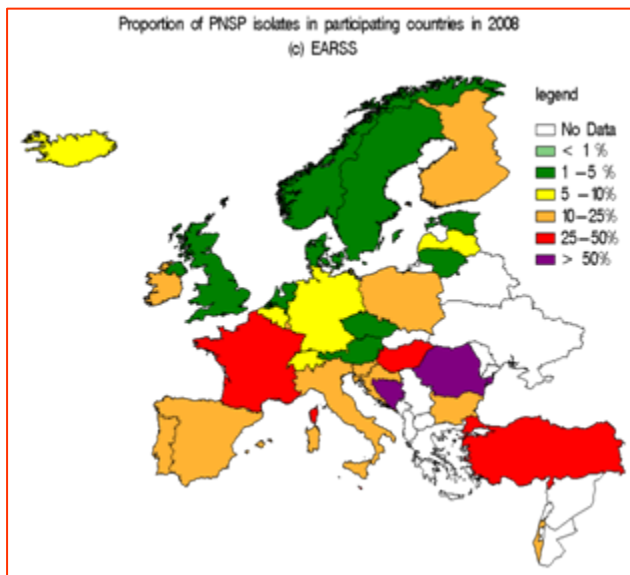 Proportion of PNSP isolates in participating countries in 2008
(c) EARSS
legend
No Data
< 1 %
1 –5 %
5 –10%
10–25%
25–50%
> 50%